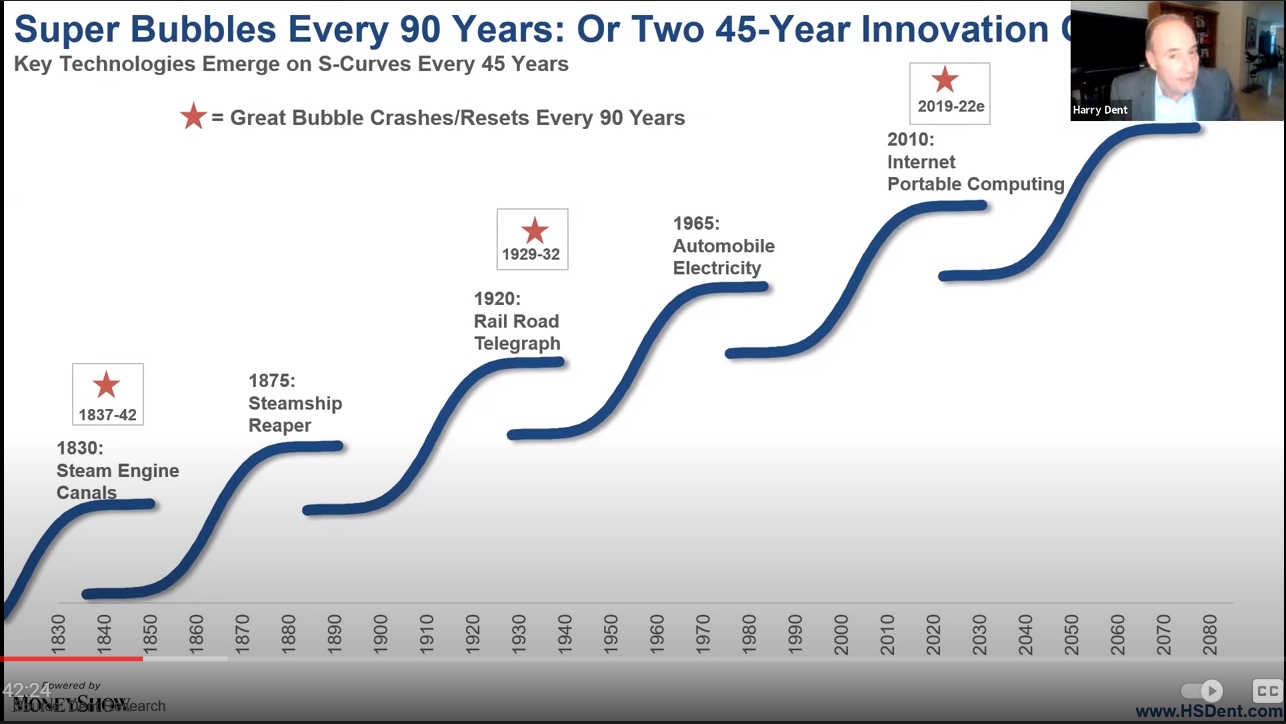 Super Bubbles Every 90 Years: Or Two 45-Year Innovation
Key Technologies Emerge on S-Curves Every 45 Years
= Great Bubble Crashes/Resets Every 90 Years
Harry Dent
2019-22e
2010:
Internet
Portable Computing
1965:
Automobile
Electricity
1929-32
1920:
Rail Road
Telegraph
1837-42
1875:
Steamship
Reaper
1830:
Steam Engine
Canals
1830 1840 1850 1860 1870 1880 1890 1900 1910 1920 1930 1940 1950 1960 1970 1980 1990 2000 2010 2020 2030 2040 2050 2060 2070 2080
42:24
Powered by
MONEYSHOW
Source: Dent Research
CC
www.HSDent.com